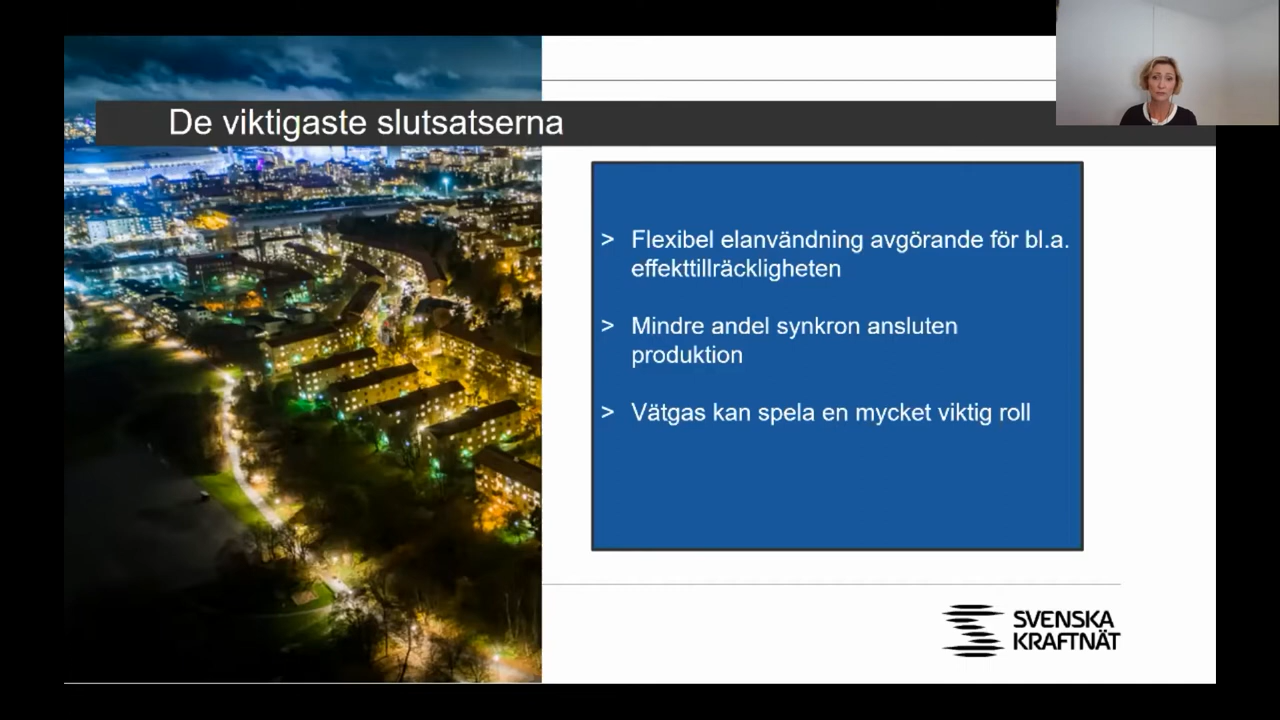 De viktigaste slutsatserna
> Flexibel elanvändning avgörande för bl.a.
effekttillräckligheten
> Mindre andel synkron ansluten
produktion
> Vätgas kan spela en mycket viktig roll
SVENSKA
KRAFTNÄT